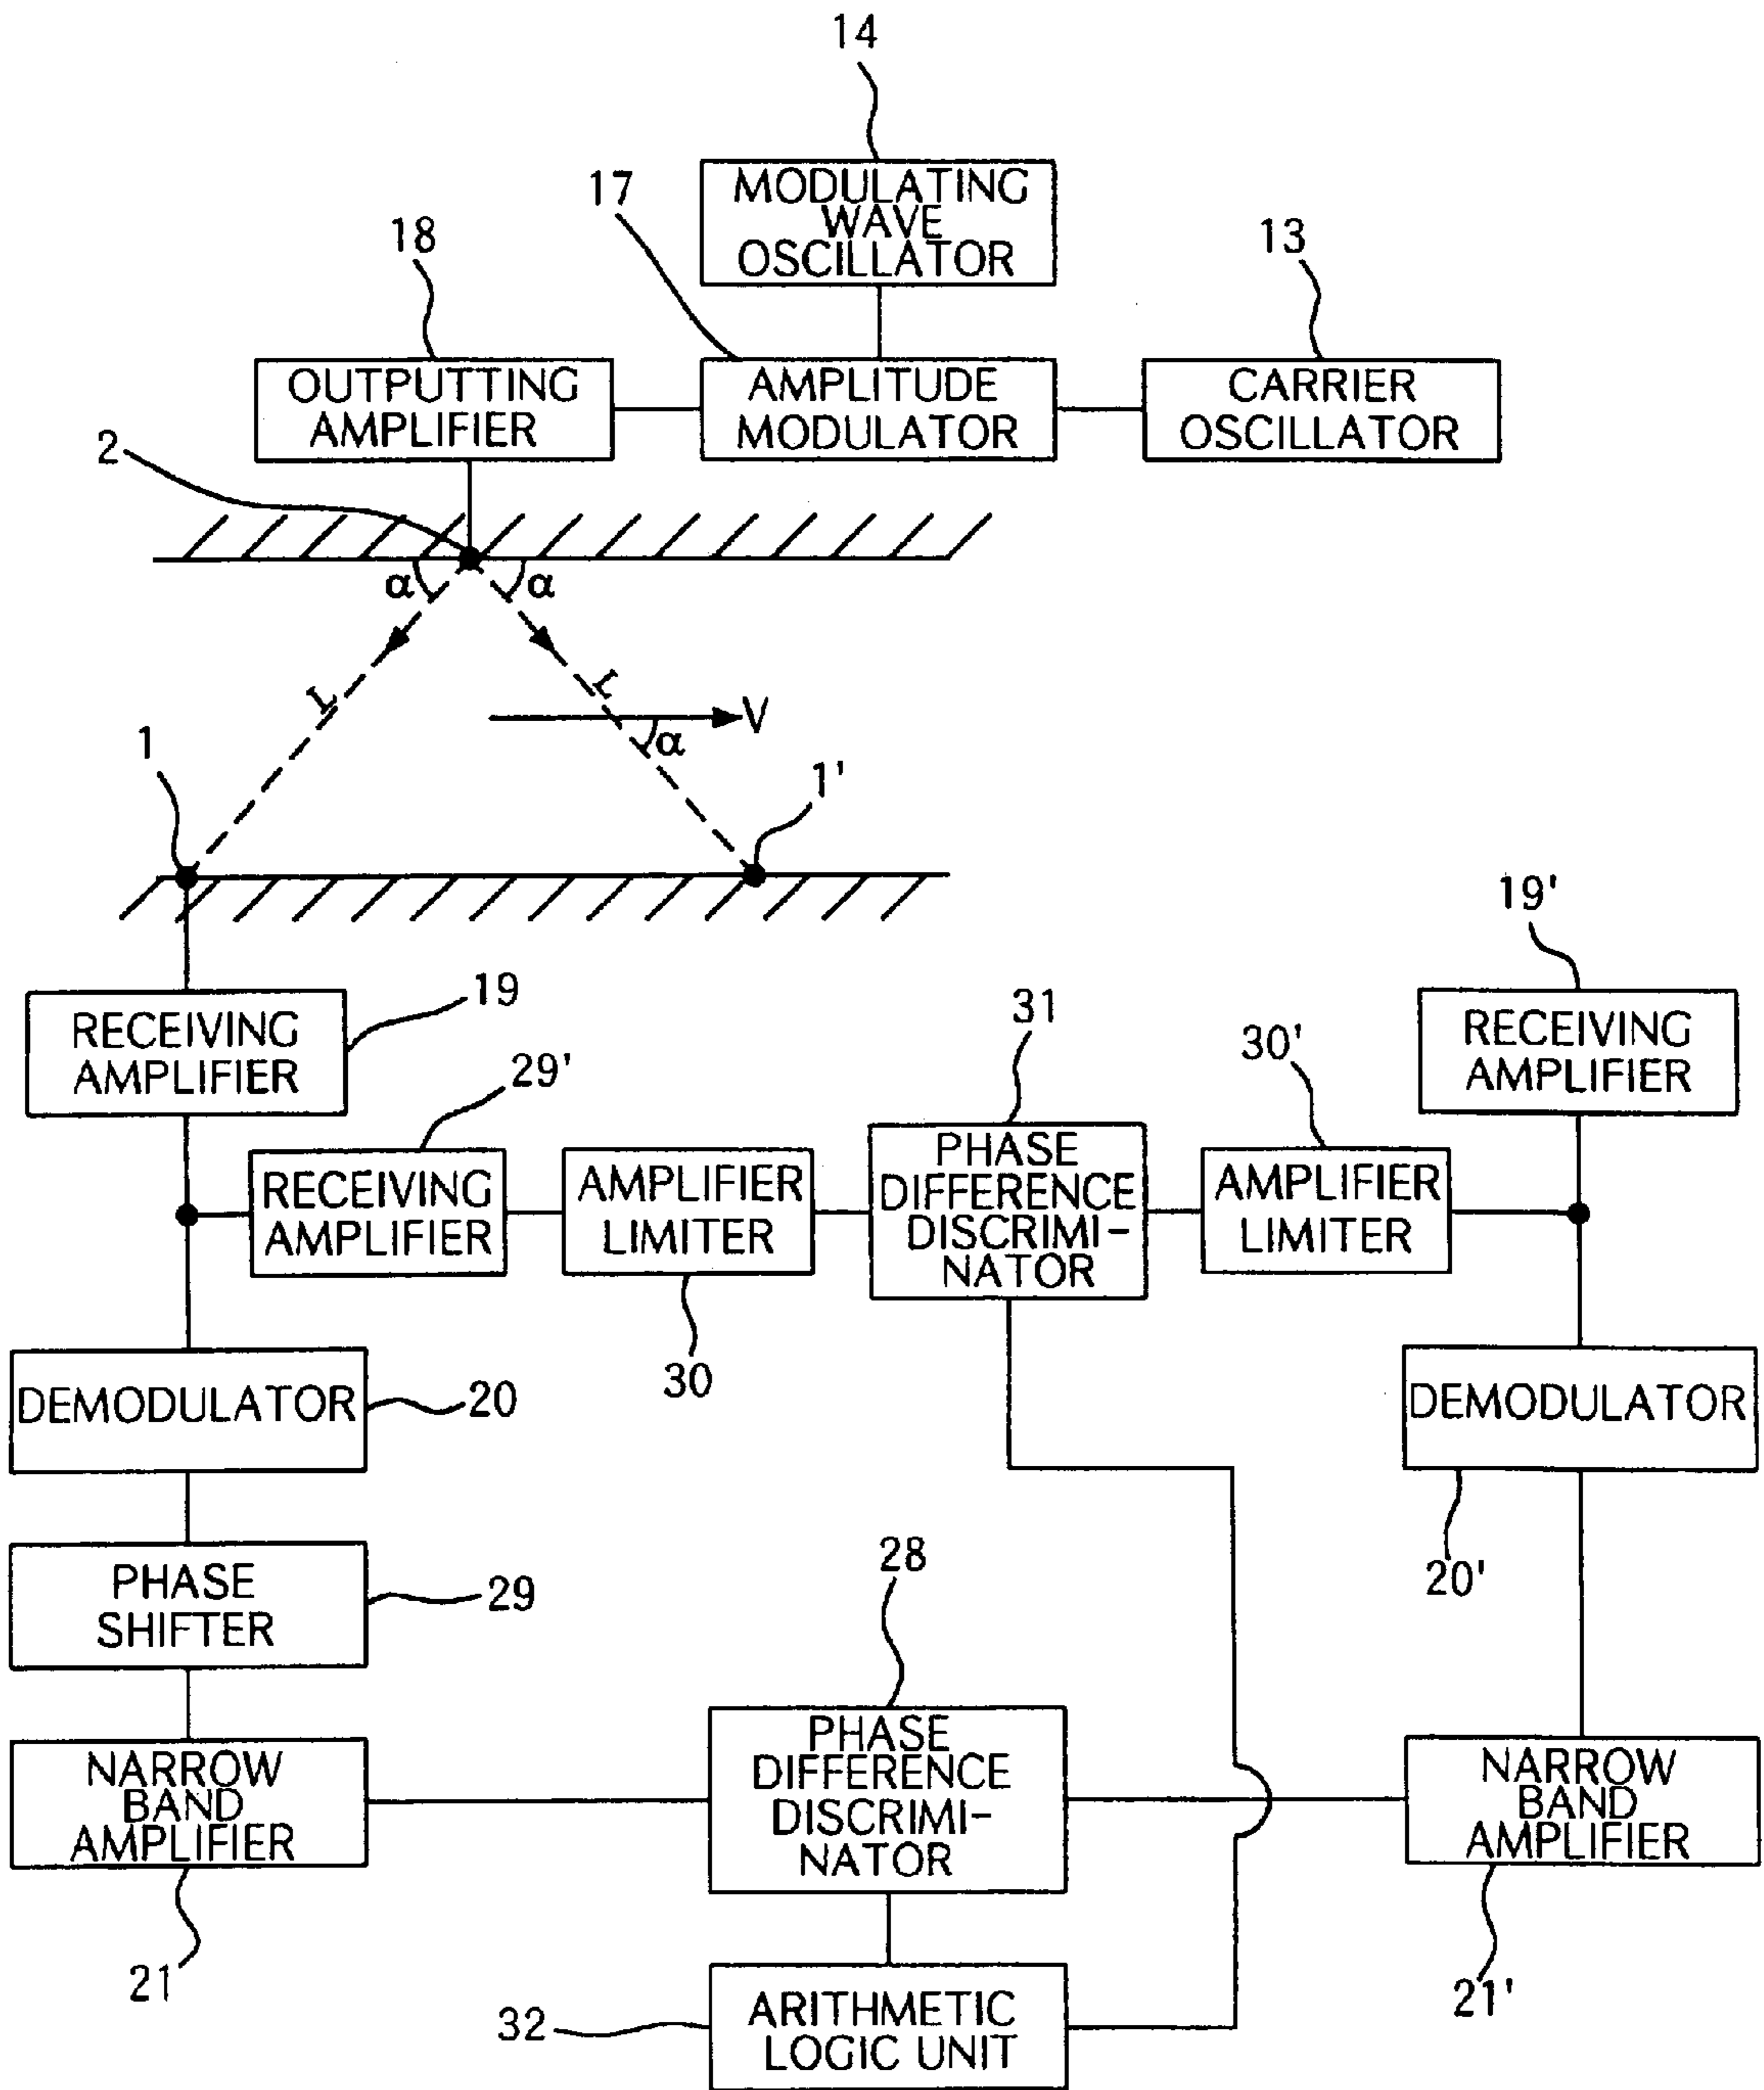 14
MODULATING
WAVE
OSCILLATOR
17
18
13
OUTPUTTING
AMPLIFIER
AMPLITUDE
MODULATOR
CARRIER
OSCILLATOR
2
α
α
L
L
V
α
1
1'
19'
19
RECEIVING
AMPLIFIER
31
RECEIVING
AMPLIFIER
29'
30'
RECEIVING
AMPLIFIER
AMPLIFIER
LIMITER
PHASE
DIFFERENCE
DISCRIMI-
NATOR
AMPLIFIER
LIMITER
30
DEMODULATOR
20
DEMODULATOR
20'
PHASE
SHIFTER
29
28
NARROW
BAND
AMPLIFIER
PHASE
DIFFERENCE
DISCRIMI-
NATOR
NARROW
BAND
AMPLIFIER
21
21'
32
ARITHMETIC
LOGIC UNIT